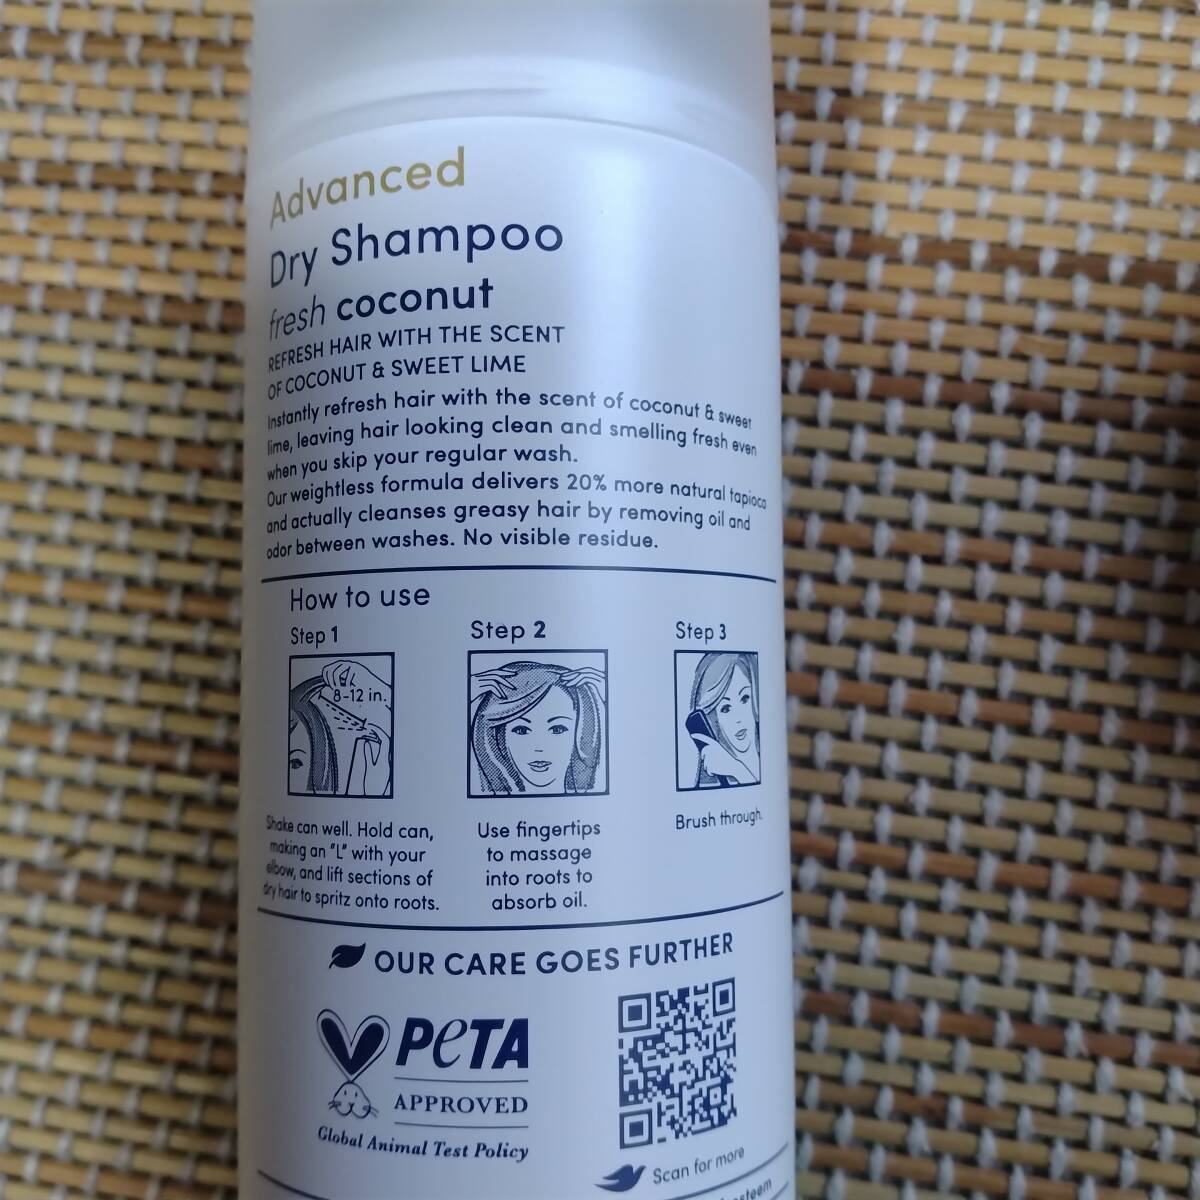 Advanced
Dry Shampoo
fresh coconut
REFRESH HAIR WITH THE SCENT
OF COCONUT & SWEET LIME
Instantly refresh hair with the scent of coconut & sweet
lime, leaving hair looking clean and smelling fresh even
when you skip your regular wash.
Our weightless formula delivers 20% more natural tapioca
and actually cleanses greasy hair by removing oil and
odor between washes. No visible residue.
How to use
Step 1
8-12 in.
Shake can well. Hold can,
making an "L" with your
elbow, and lift sections of
dry hair to spritz onto roots.
Step 2
Use fingertips
to massage
into roots to
absorb oil.
Step 3
Brush through.
OUR CARE GOES FURTHER
PeTA
APPROVED
Global Animal Test Policy
Scan for more